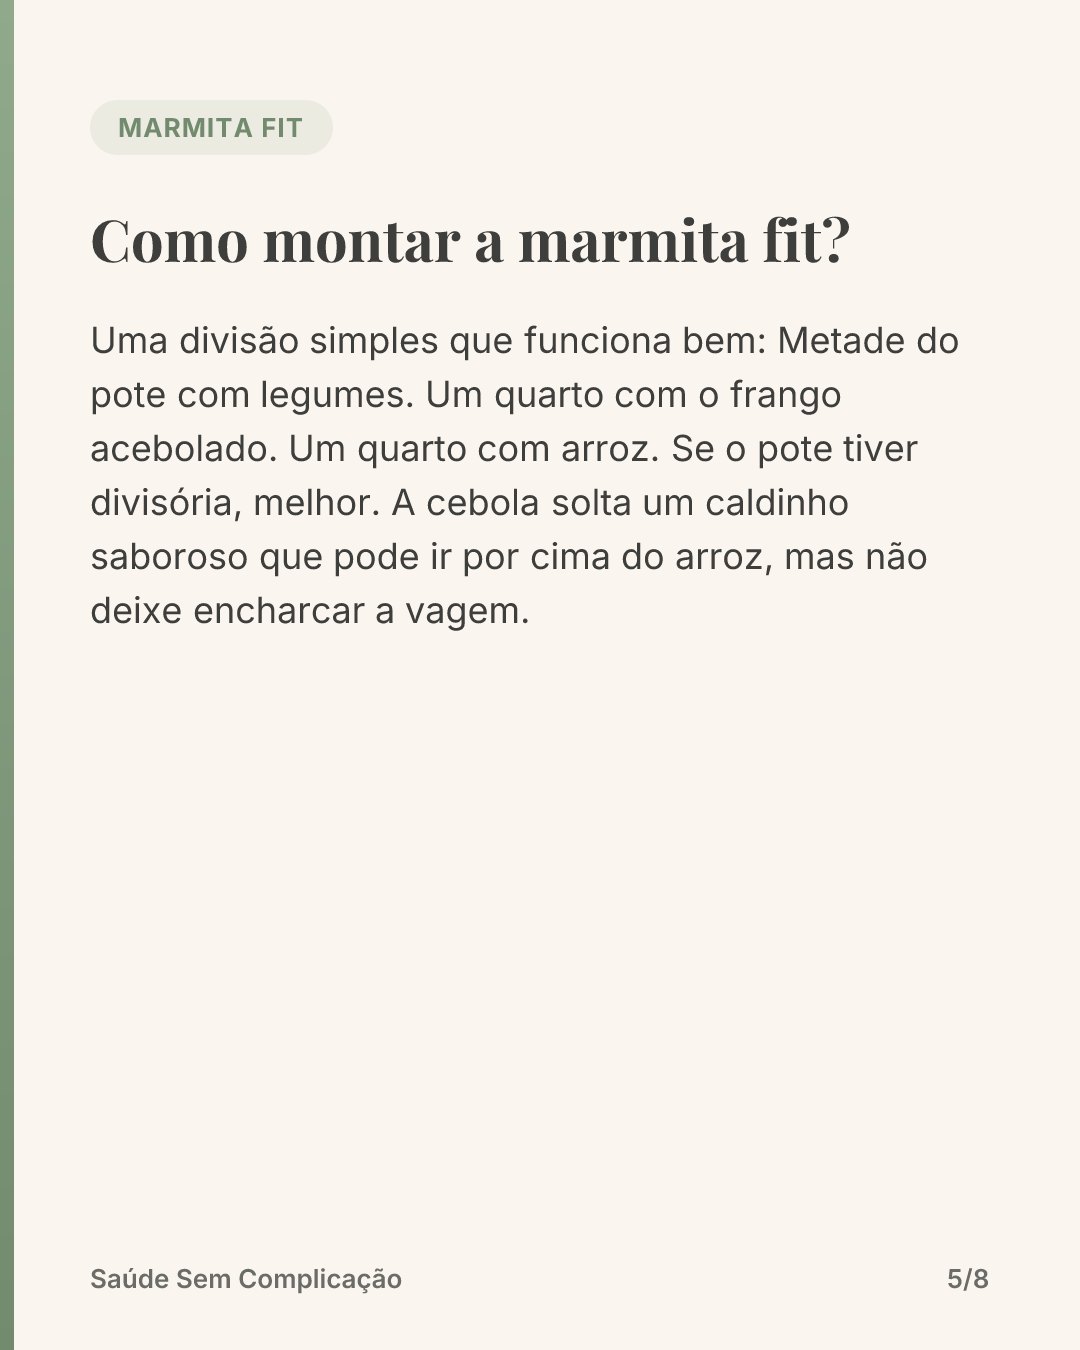 MARMITA FIT
Como montar a marmita fit?
Uma divisão simples que funciona bem: Metade do
pote com legumes. Um quarto com o frango
acebolado. Um quarto com arroz. Se o pote tiver
divisória, melhor. A cebola solta um caldinho
saboroso que pode ir por cima do arroz, mas não
deixe encharcar a vagem.
Saúde Sem Complicação
5/8